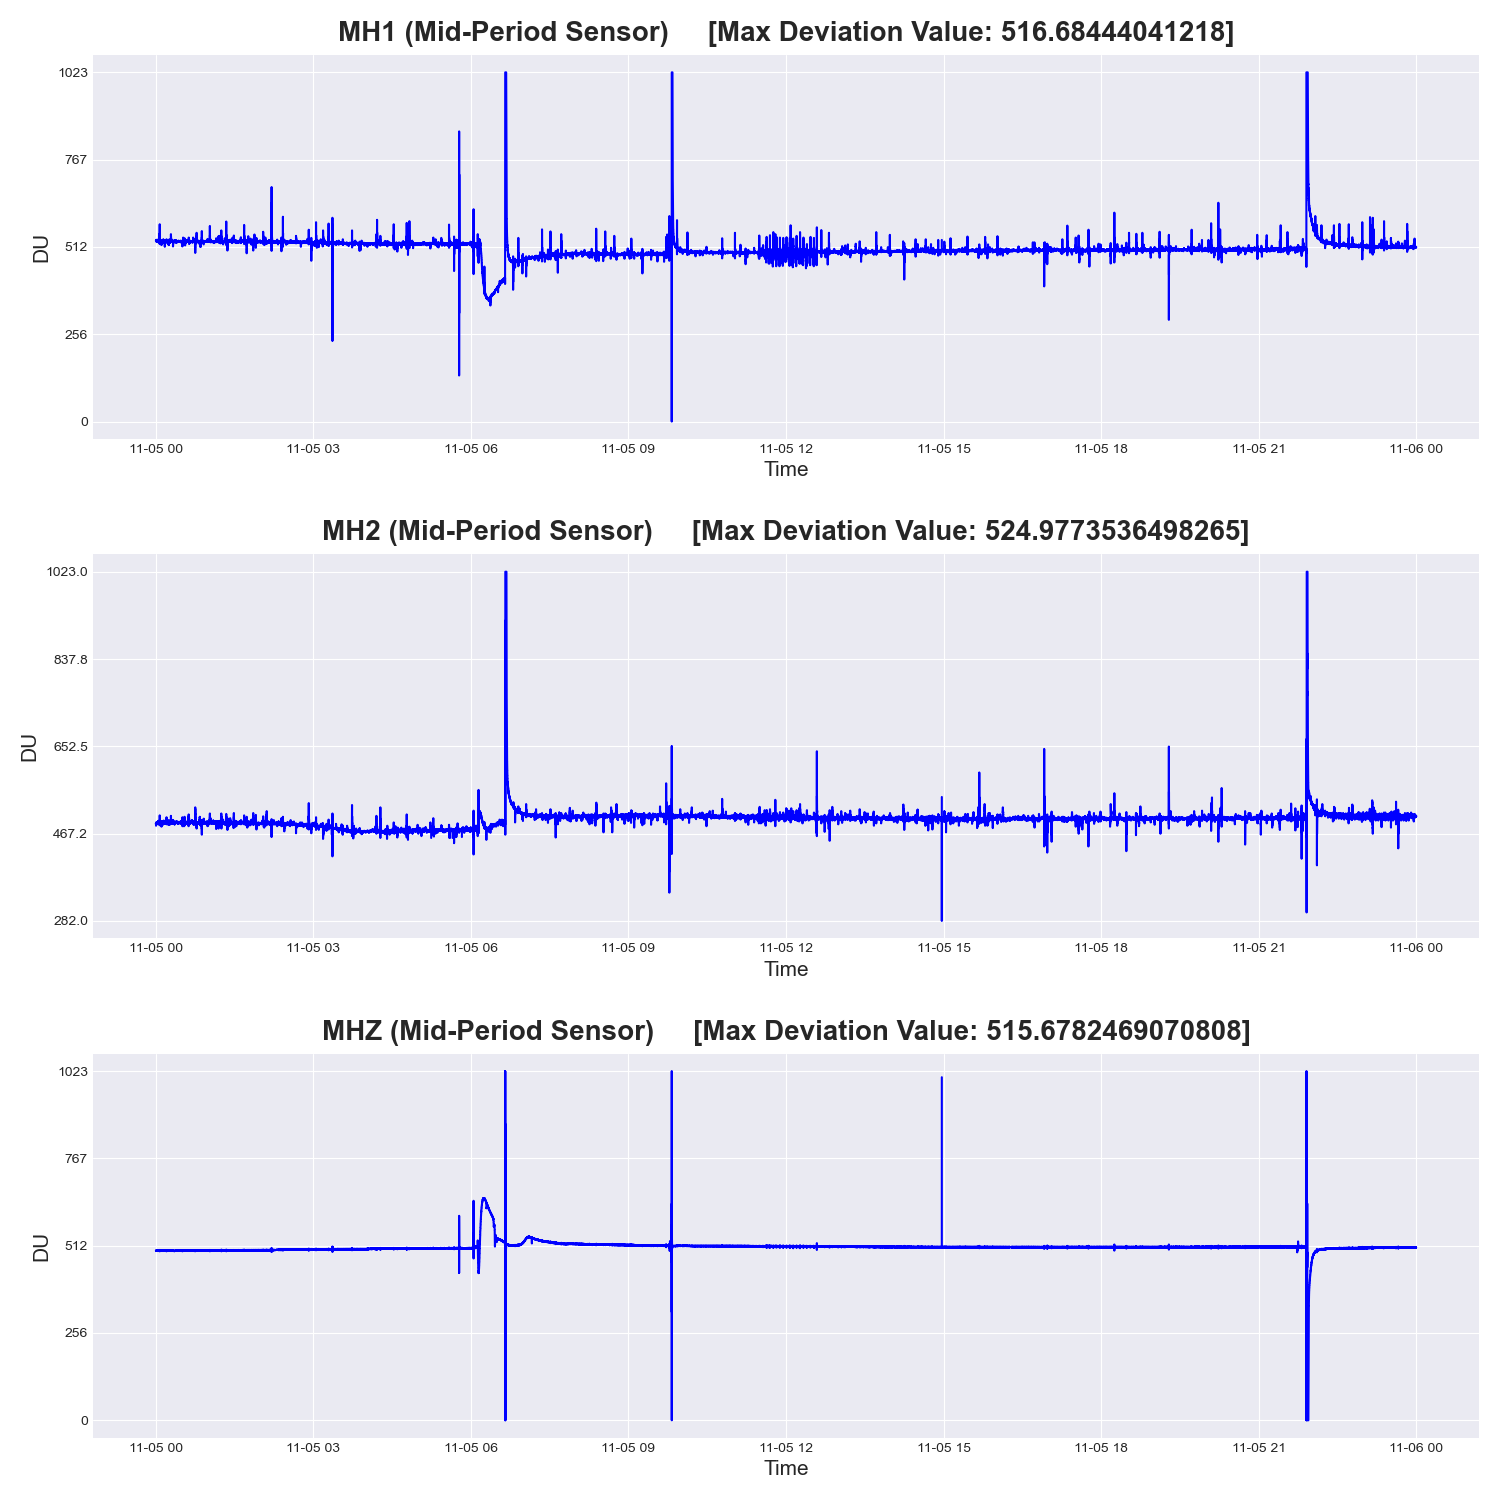 MH1 (Mid-Period Sensor) [Max Deviation Value: 516.68444041218]
1023
767
512
256
0
DU
11-05 00 11-05 03 11-05 06 11-05 09 11-05 12 11-05 15 11-05 18 11-05 21 11-06 00
Time
MH2 (Mid-Period Sensor) [Max Deviation Value: 524.9773536498265]
1023.0
837.8
652.5
467.2
282.0
DU
11-05 00 11-05 03 11-05 06 11-05 09 11-05 12 11-05 15 11-05 18 11-05 21 11-06 00
Time
MHZ (Mid-Period Sensor) [Max Deviation Value: 515.6782469070808]
1023
767
512
256
0
DU
11-05 00 11-05 03 11-05 06 11-05 09 11-05 12 11-05 15 11-05 18 11-05 21 11-06 00
Time